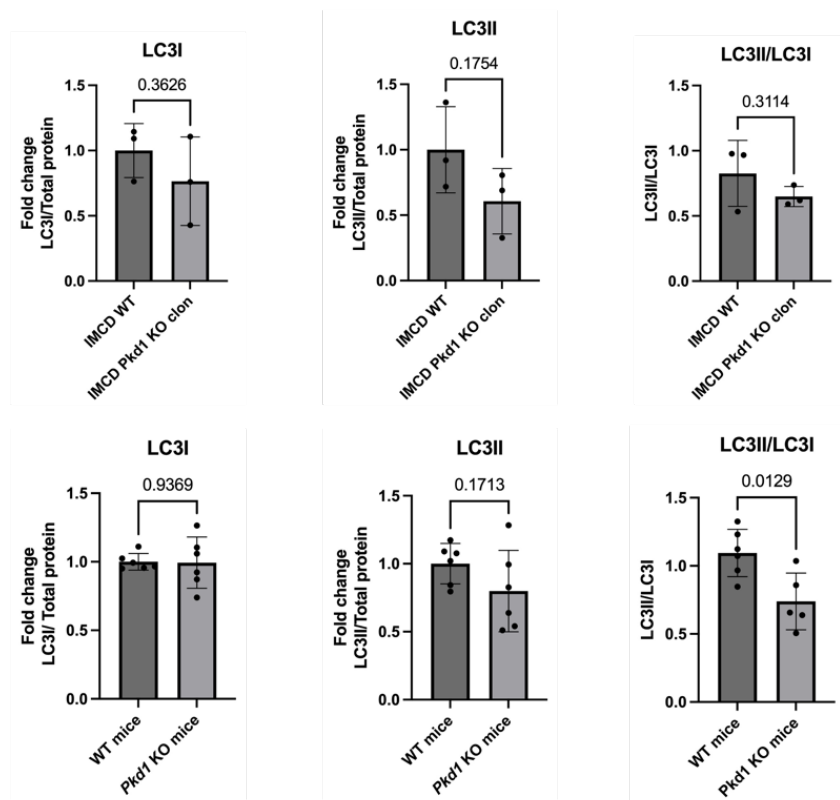 LC3I
0.3626
Fold change
LC3I/Total protein
1.5
1.0
0.5
0.0
IMCD WT
IMCD Pkd1 KO clon
LC3II
0.1754
Fold change
LC3II/Total protein
1.5
1.0
0.5
0.0
IMCD WT
IMCD Pkd1 KO clon
LC3II/LC3I
0.3114
LC3II/LC3I
1.5
1.0
0.5
0.0
IMCD WT
IMCD Pkd1 KO clon
LC3I
0.9369
Fold change
LC3I/ Total protein
1.5
1.0
0.5
0.0
WT mice
Pkd1 KO mice
LC3II
0.1713
Fold change
LC3II/Total protein
1.5
1.0
0.5
0.0
WT mice
Pkd1 KO mice
LC3II/LC3I
0.0129
LC3II/LC3I
1.5
1.0
0.5
0.0
WT mice
Pkd1 KO mice